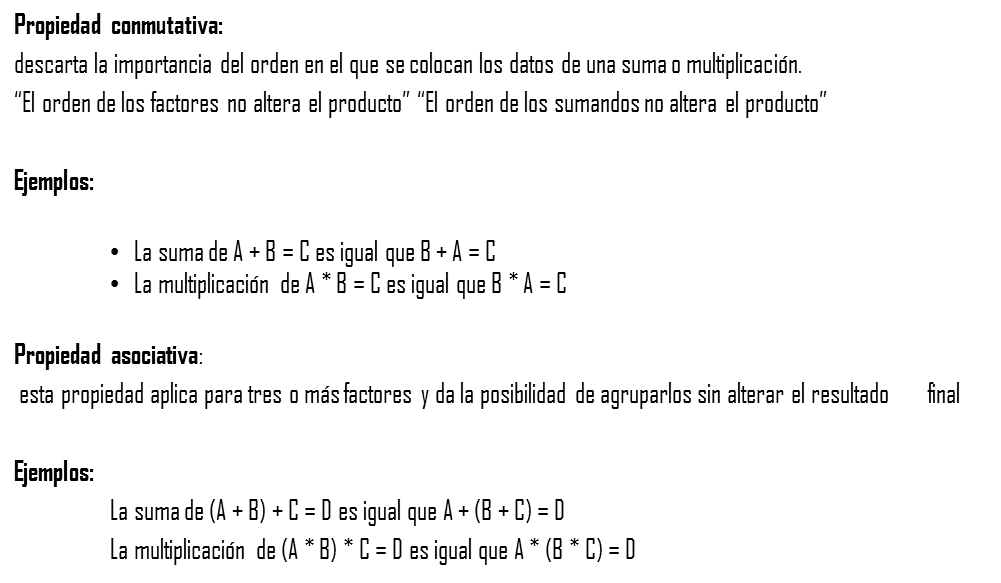 Propiedad conmutativa:
descarta la importancia del orden en el que se colocan los datos de una suma o multiplicación.
“El orden de los factores no altera el producto” “El orden de los sumandos no altera el producto”
Ejemplos:
• La suma de A + B = C es igual que B + A = C
• La multiplicación de A * B = C es igual que B * A = C
Propiedad asociativa:
esta propiedad aplica para tres o más factores y da la posibilidad de agruparlos sin alterar el resultado final
Ejemplos:
La suma de (A + B) + C = D es igual que A + (B + C) = D
La multiplicación de (A * B) * C = D es igual que A * (B * C) = D